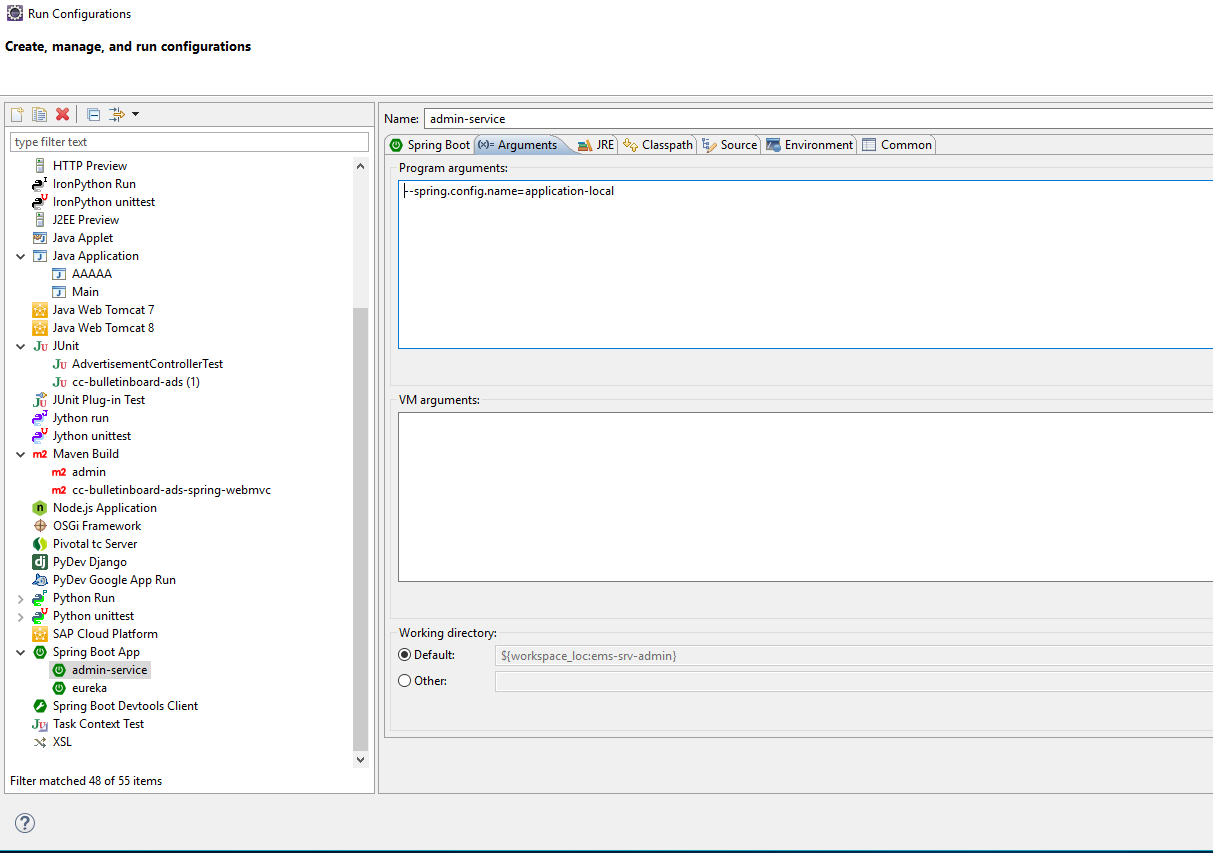 Run Configurations
Create, manage, and run configurations
type filter text
HTTP Preview
IronPython Run
IronPython unittest
J2EE Preview
Java Applet
Java Application
AAAAA
Main
Java Web Tomcat 7
Java Web Tomcat 8
JUnit
AdvertisementControllerTest
cc-bulletinboard-ads (1)
JUnit Plug-in Test
Jython run
Jython unittest
Maven Build
admin
cc-bulletinboard-ads-spring-webmvc
Node.js Application
OSGi Framework
Pivotal tc Server
PyDev Django
PyDev Google App Run
Python Run
Python unittest
SAP Cloud Platform
Spring Boot App
admin-service
eureka
Spring Boot Devtools Client
Task Context Test
XSL
Filter matched 48 of 55 items
Name: admin-service
Spring Boot (x)= Arguments JRE Classpath Source Environment Common
Program arguments:
--spring.config.name=application-local
VM arguments:
Working directory:
Default: ${workspace_loc:ems-srv-admin}
Other: